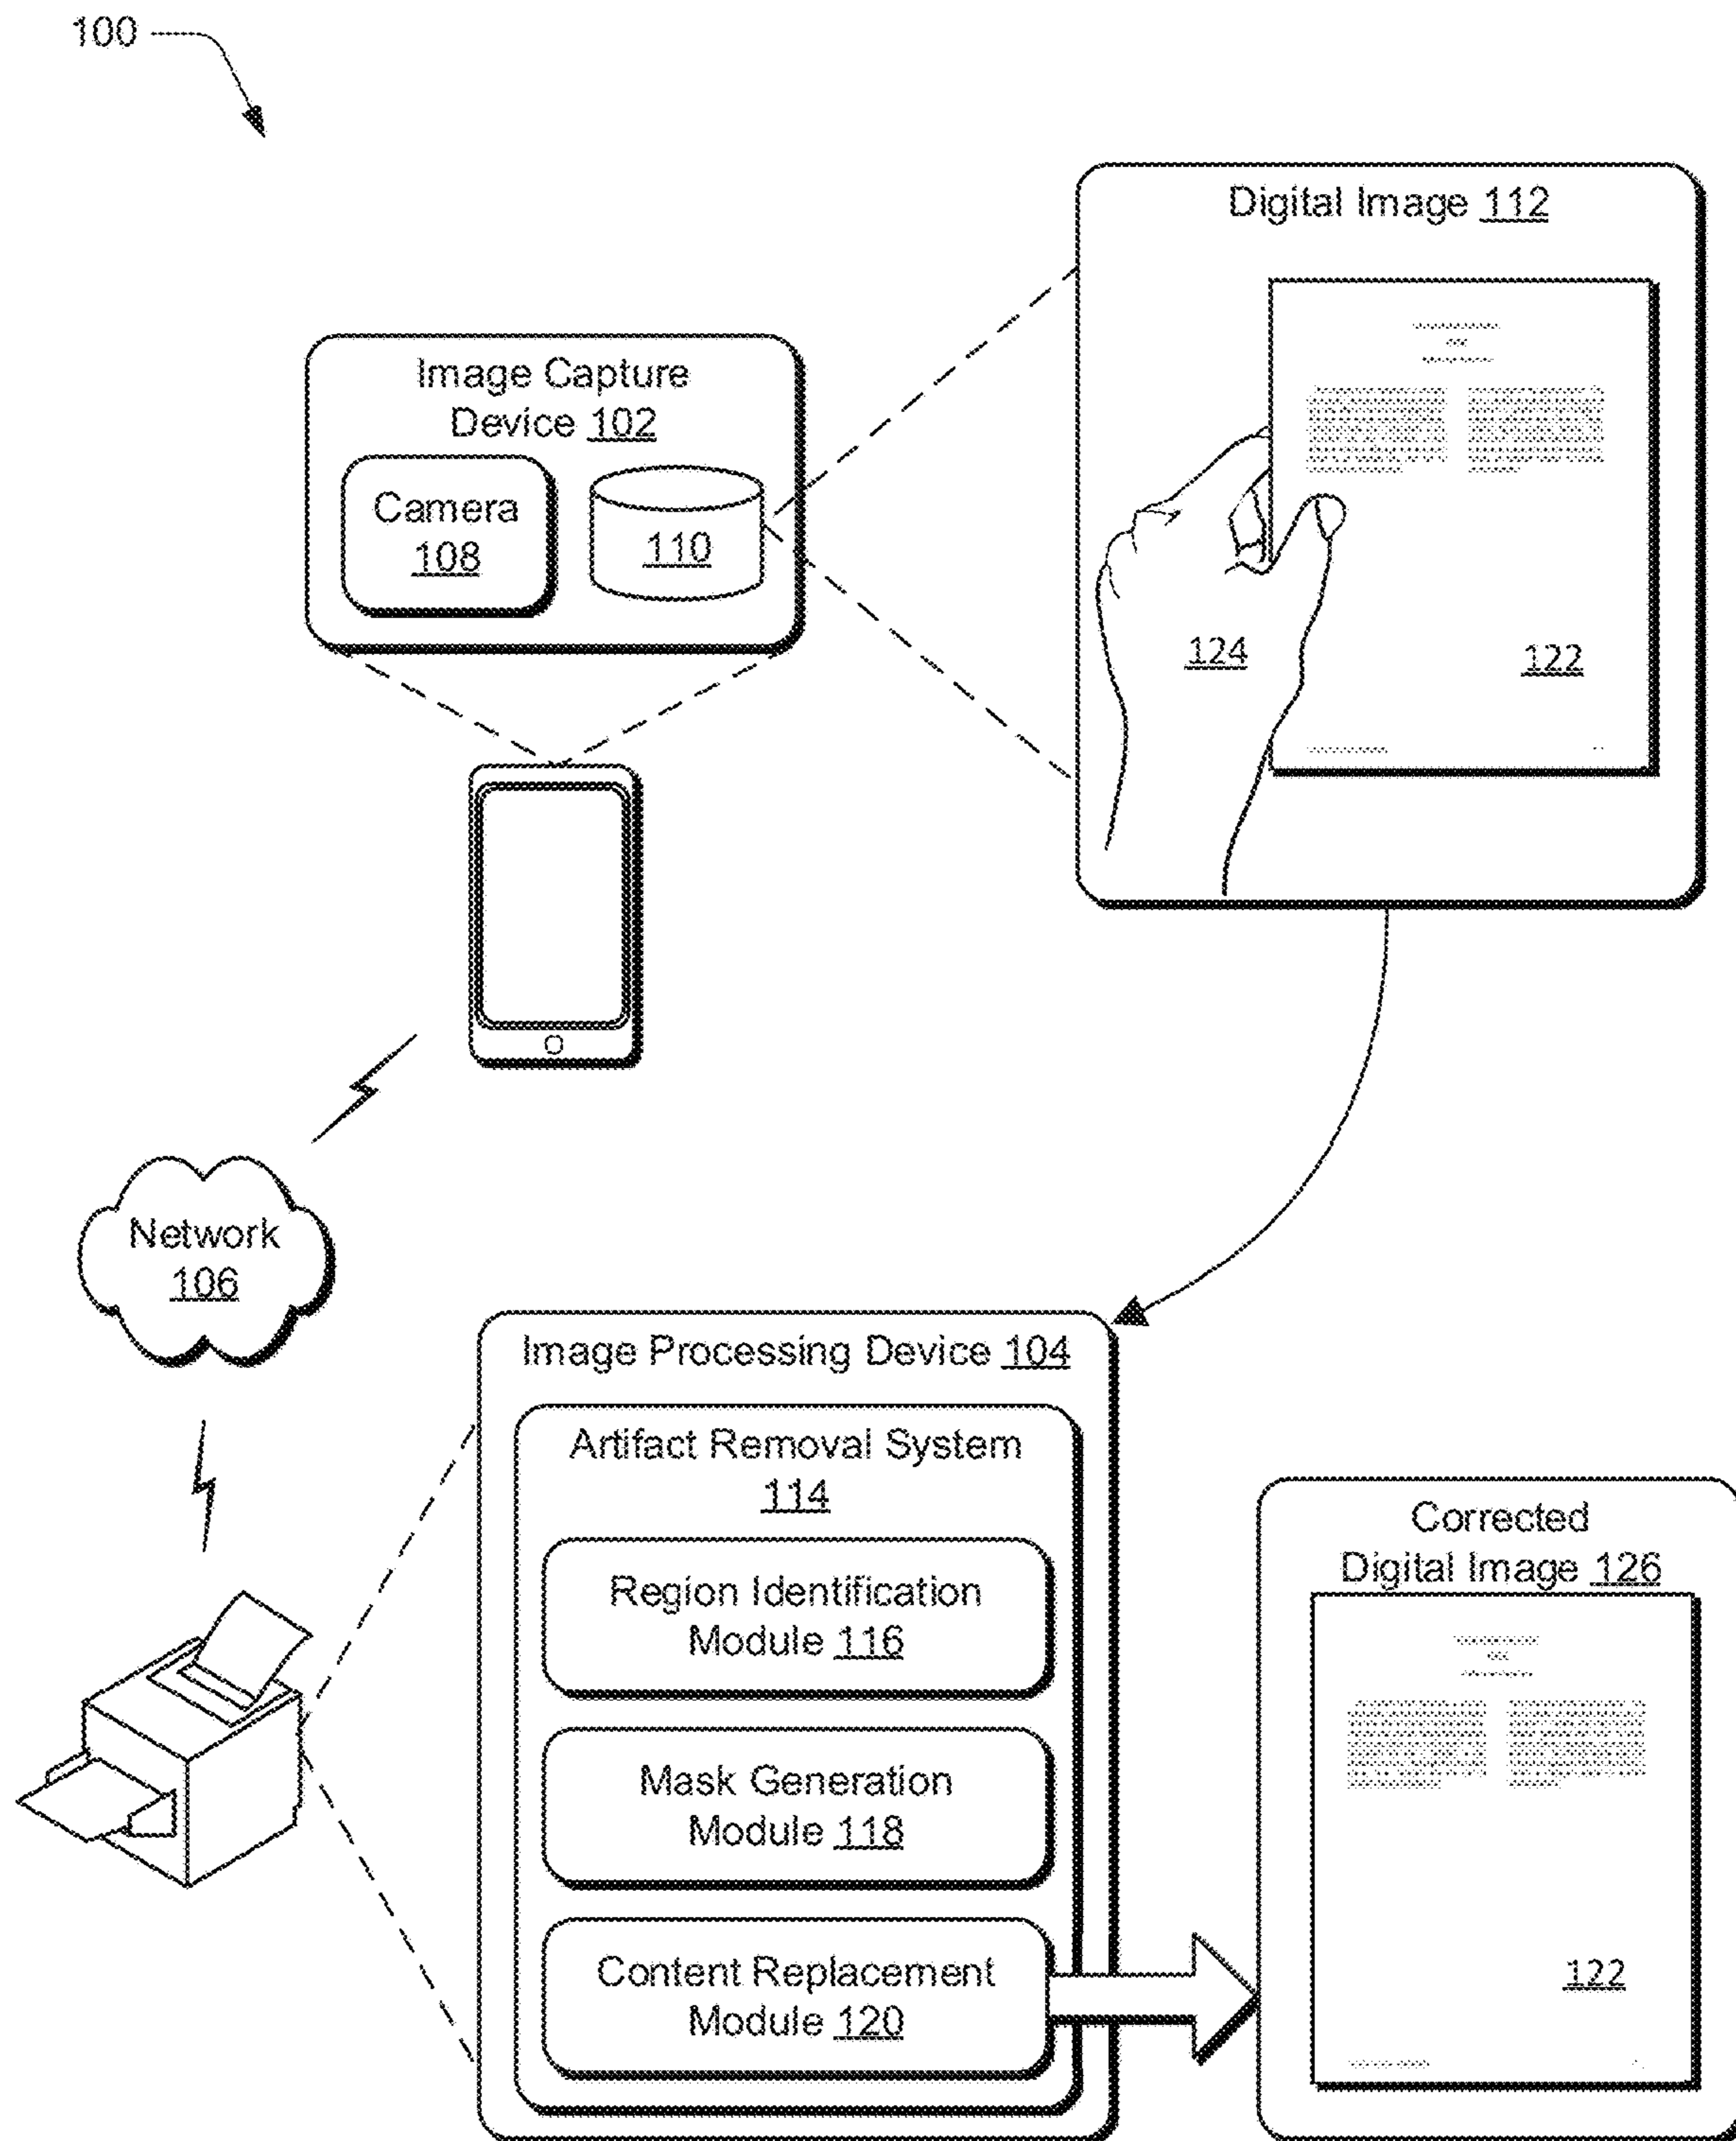 100
Digital Image 112
Image Capture
Device 102
Camera
108
110
124
122
Network
106
Image Processing Device 104
Artifact Removal System
114
Region Identification
Module 116
Mask Generation
Module 118
Content Replacement
Module 120
Corrected
Digital Image 126
122